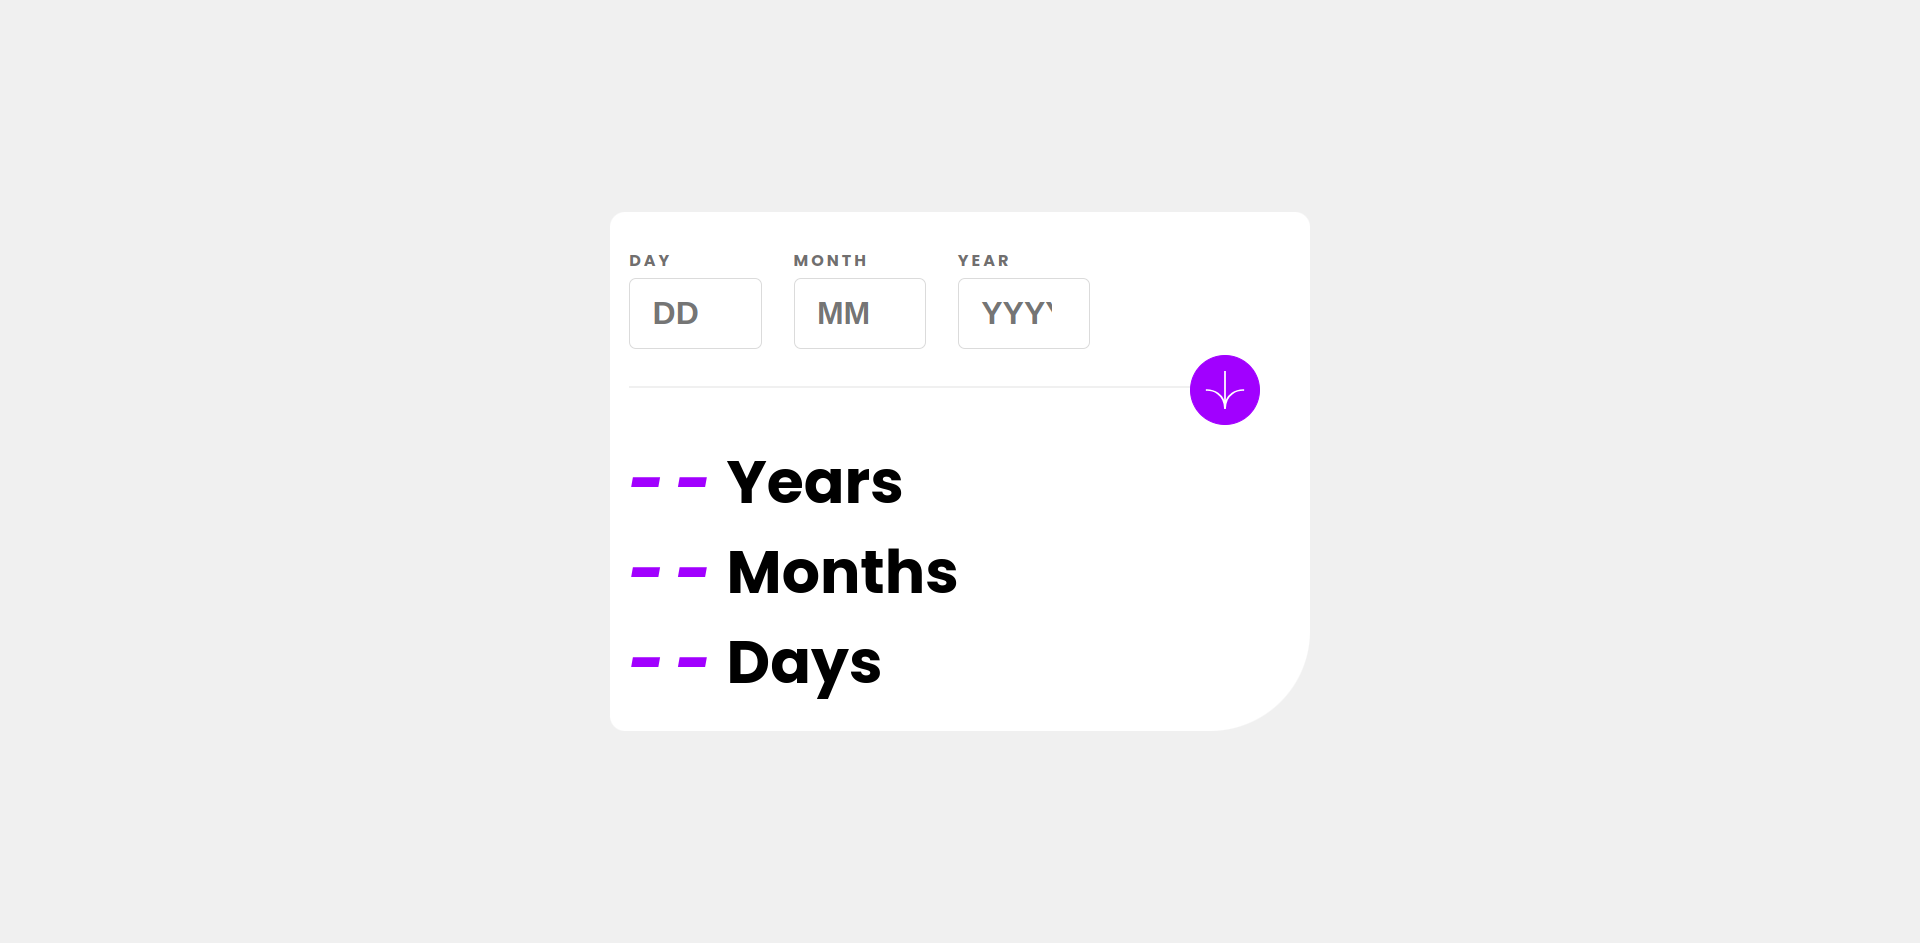 DAY MONTH YEAR
DD MM YYY
-- Years
-- Months
-- Days